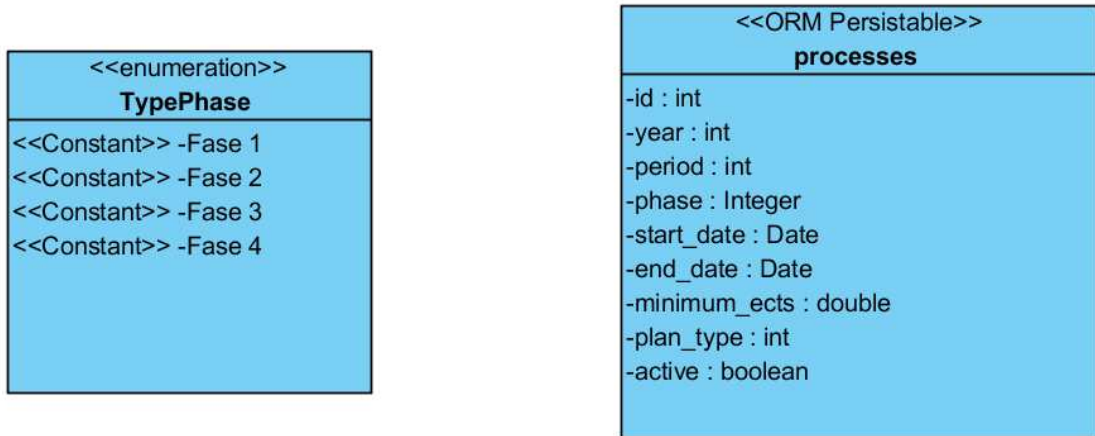 <<enumeration>>
TypePhase
<<Constant>> -Fase 1
<<Constant>> -Fase 2
<<Constant>> -Fase 3
<<Constant>> -Fase 4
<<ORM Persistable>>
processes
-id : int
-year : int
-period : int
-phase : Integer
-start_date : Date
-end_date : Date
-minimum_ects : double
-plan_type : int
-active : boolean